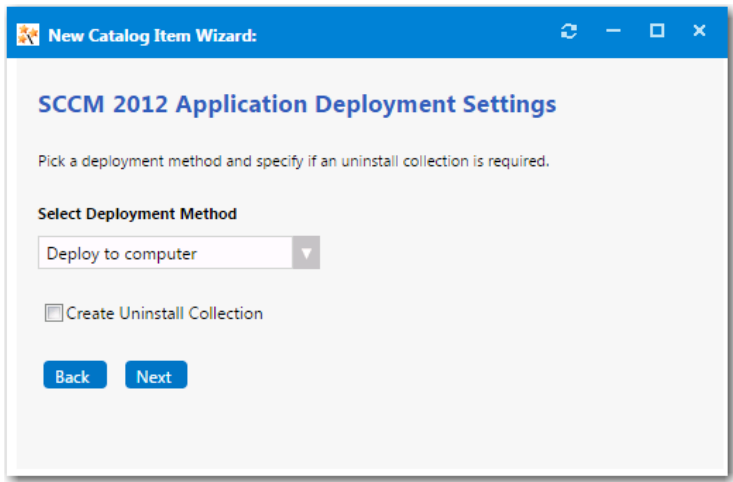 New Catalog Item Wizard:
SCCM 2012 Application Deployment Settings
Pick a deployment method and specify if an uninstall collection is required.
Select Deployment Method
Deploy to computer
Create Uninstall Collection
Back Next